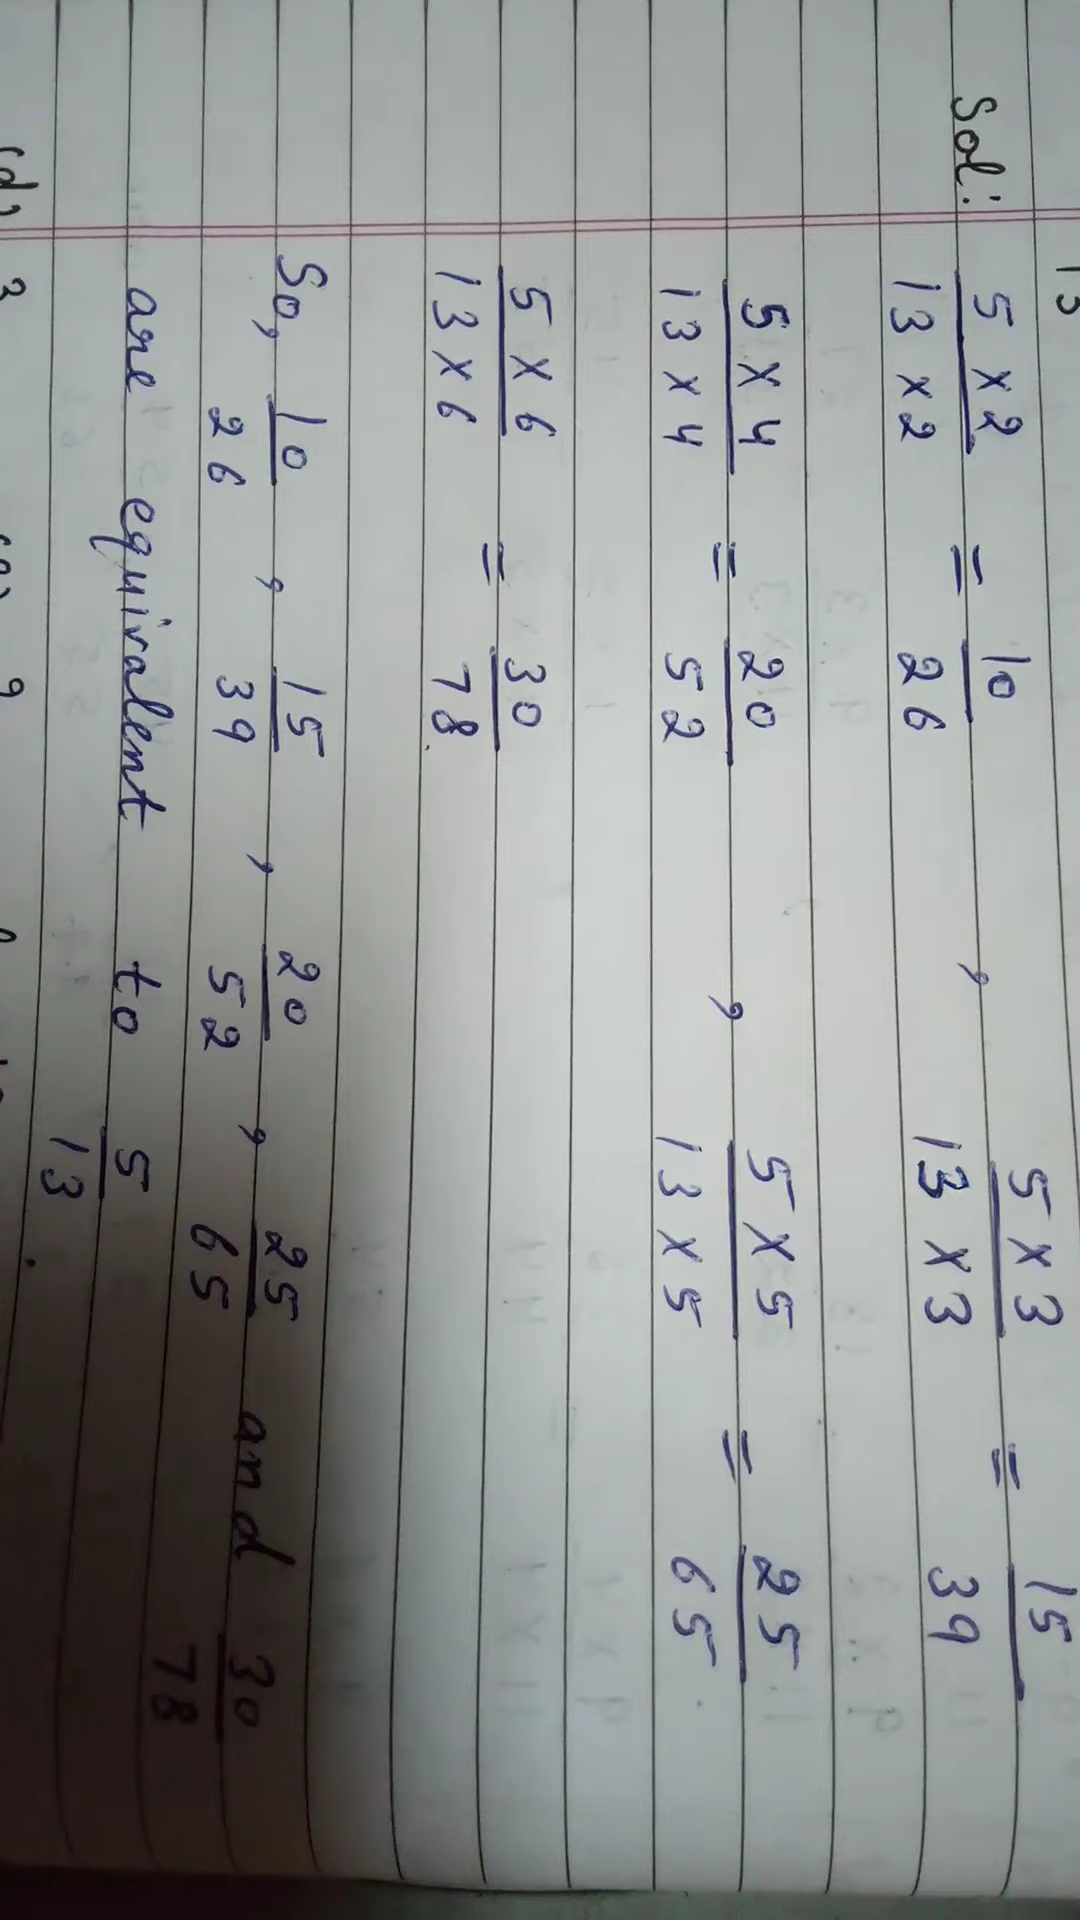 13
Sol: 5 × 2 / 13 × 2 = 10/26 , 5 × 3 / 13 × 3 = 15/39
5 × 4 / 13 × 4 = 20/52 , 5 × 5 / 13 × 5 = 25/65.
5 × 6 / 13 × 6 = 30/78.
So, 10/26 , 15/39 , 20/52 , 25/65 and 30/78
are equivalent to 5/13.
(d) 3